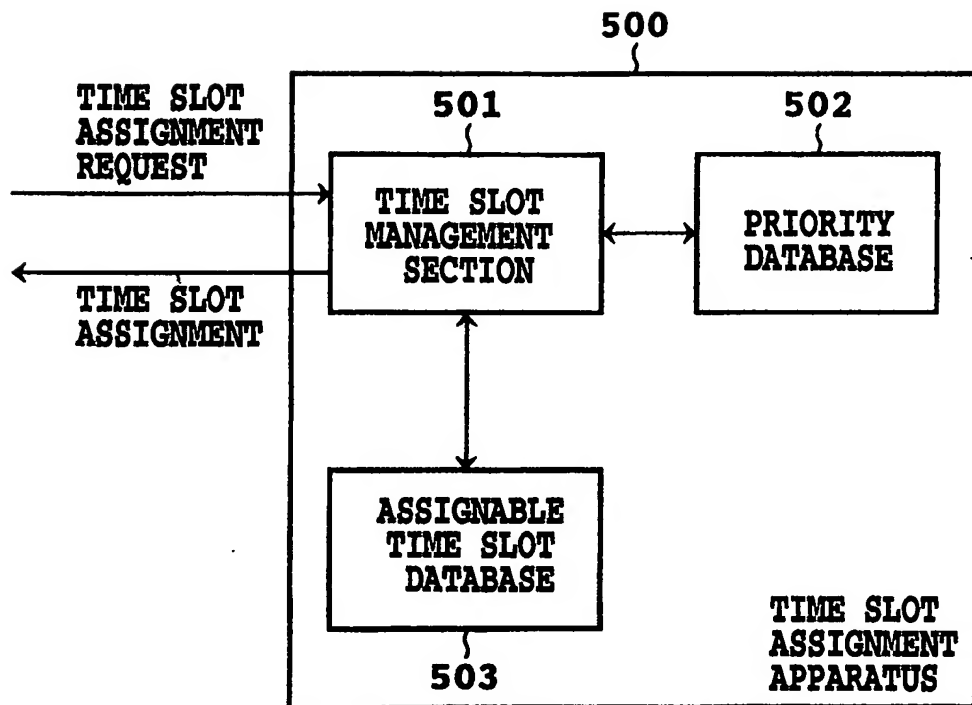 500
TIME SLOT
ASSIGNMENT
REQUEST
501
502
TIME SLOT
MANAGEMENT
SECTION
PRIORITY
DATABASE
TIME SLOT
ASSIGNMENT
ASSIGNABLE
TIME SLOT
DATABASE
503
TIME SLOT
ASSIGNMENT
APPARATUS